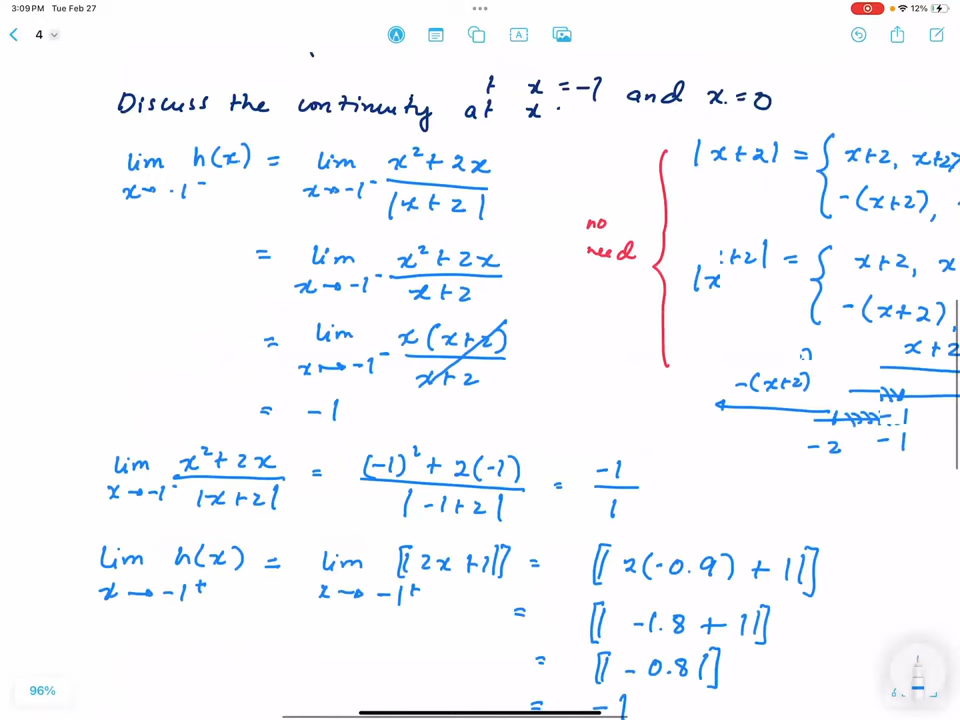 3:09 PM Tue Feb 27
12%
4
Discuss the continuity at x = -1 and x = 0
at x
lim h(x) = lim x² + 2x / |x + 2|
x → -1⁻ x → -1⁻
= lim x² + 2x / x + 2
x → -1⁻
= lim x(x + 2) / x + 2
x → -1⁻
= -1
no need
|x+2| = { x+2, x+2
-(x+2),
|x+2| = { x+2, x
-(x+2),
x+2
-(x+2)
-1
-2 -1
lim x² + 2x / |x + 2| = (-1)² + 2(-1) / |-1 + 2| = -1 / 1
x → -1⁻
lim h(x) = lim [[2x + 1]] = [[2(-0.9) + 1]]
x → -1⁺ x → -1⁺
= [[-1.8 + 1]]
= [[-0.8]]
= -1
96%